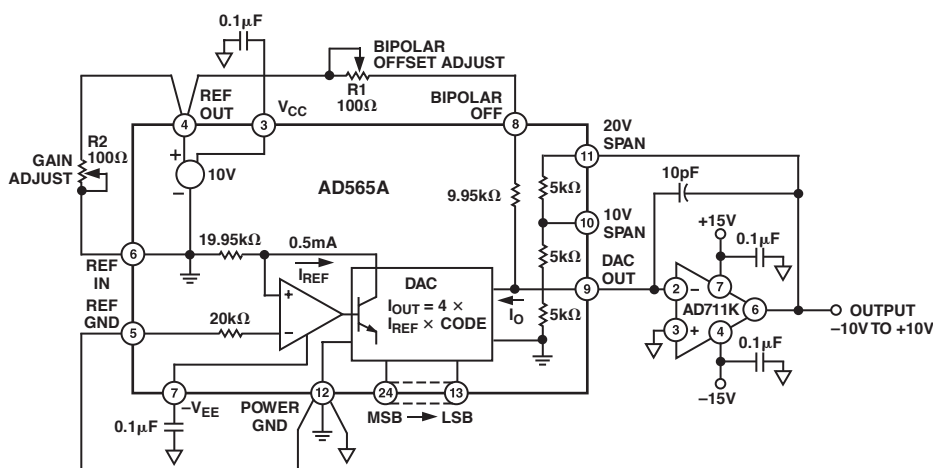 0.1μF
BIPOLAR
OFFSET ADJUST
R1
100Ω
REF
OUT
VCC
BIPOLAR
OFF
20V
SPAN
4
3
8
11
R2
100Ω
GAIN
ADJUST
+
–
10V
AD565A
9.95kΩ
5kΩ
10pF
10
10V
SPAN
+15V
0.1μF
6
REF
IN
19.95kΩ
0.5mA
IREF
5kΩ
DAC
OUT
9
DAC
IOUT = 4 ×
IREF × CODE
IO
REF
GND
5
20kΩ
+
–
5kΩ
2
–
7
AD711K
6
3
+
4
OUTPUT
–10V TO +10V
0.1μF
–15V
7
–VEE
0.1μF
POWER
GND
12
24
13
MSB
LSB